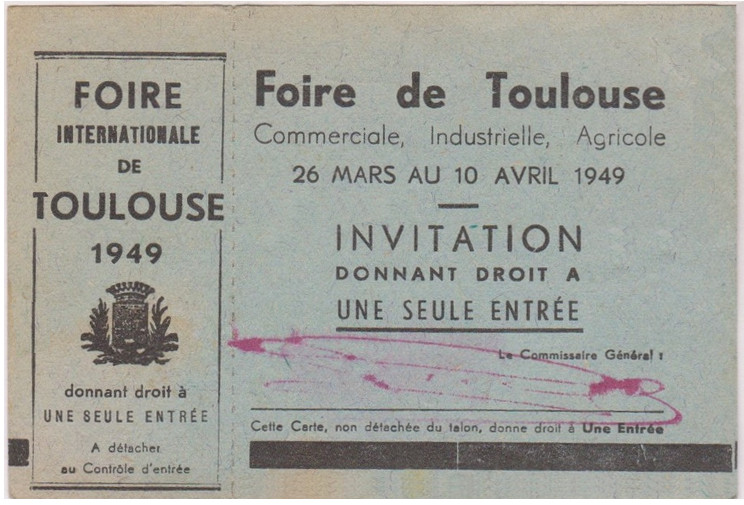 FOIRE
INTERNATIONALE
DE
TOULOUSE
1949
donnant droit à
UNE SEULE ENTRÉE
A détacher
au Contrôle d'entrée
Foire de Toulouse
Commerciale, Industrielle, Agricole
26 MARS AU 10 AVRIL 1949
INVITATION
DONNANT DROIT A
UNE SEULE ENTRÉE
Le Commissaire Général :
Cette Carte, non détachée du talon, donne droit à Une Entrée